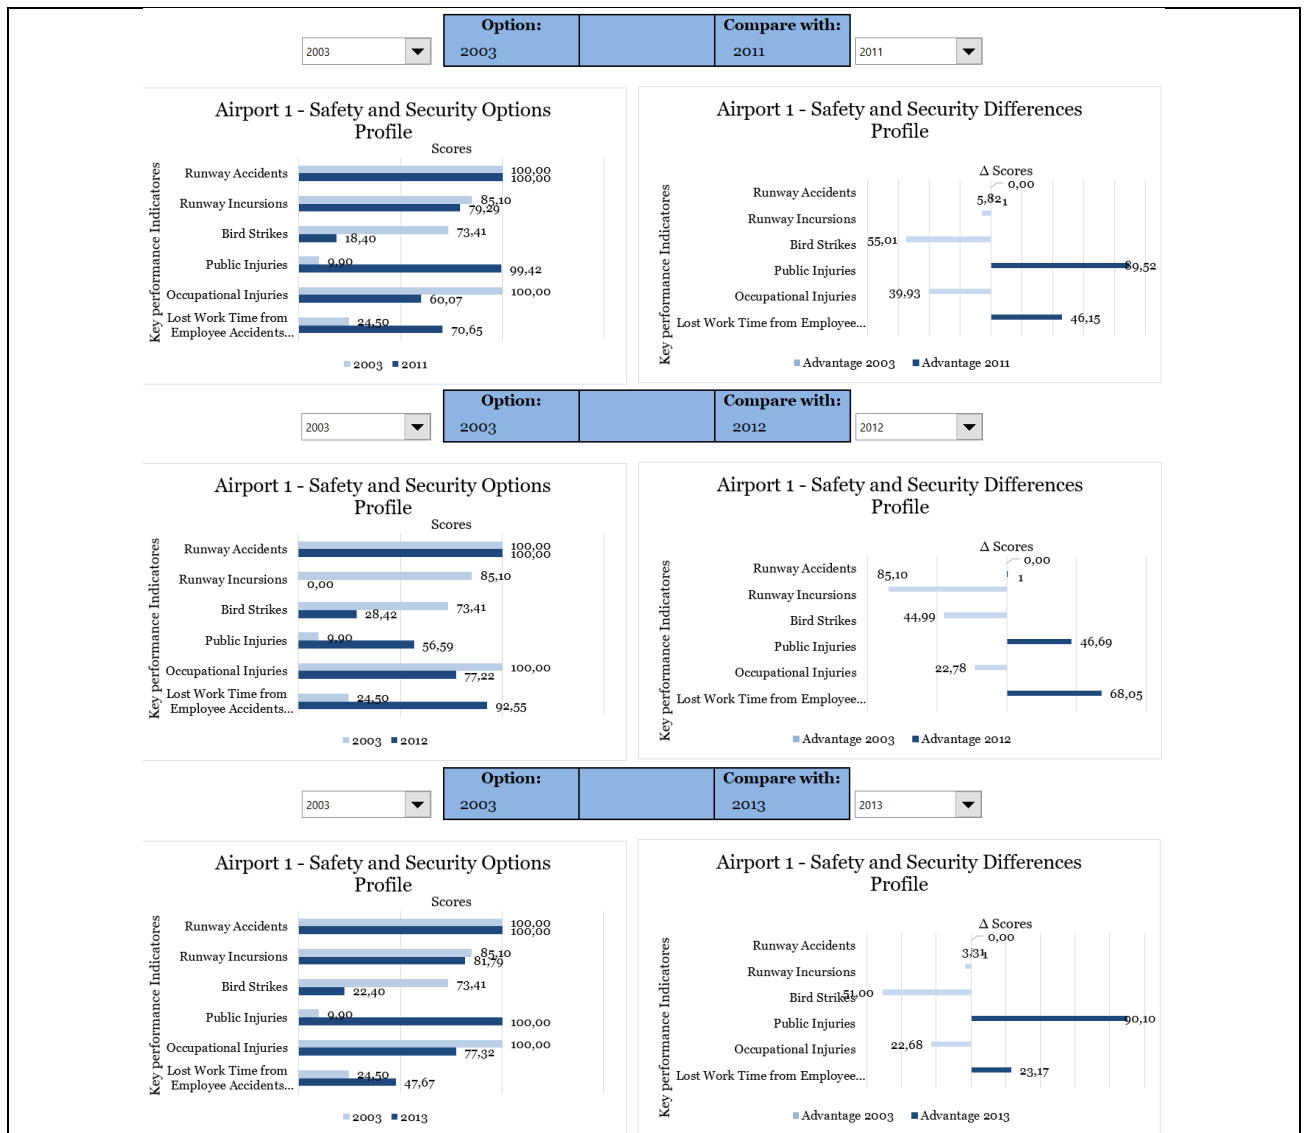 Option:
Compare with:
2003
2003
2011
2011
Airport 1 - Safety and Security Options
Profile
Scores
Key performance Indicatores
Runway Accidents
100,00
100,00
Runway Incursions
85,10
79,29
Bird Strikes
73,41
18,40
Public Injuries
9,90
99,42
Occupational Injuries
100,00
60,07
Lost Work Time from
Employee Accidents...
24,50
70,65
2003
2011
Airport 1 - Safety and Security Differences
Profile
Δ Scores
Key performance Indicatores
Runway Accidents
0,00
1
Runway Incursions
5,82
Bird Strikes
55,01
Public Injuries
89,52
Occupational Injuries
39,93
Lost Work Time from Employee...
46,15
Advantage 2003
Advantage 2011
Option:
Compare with:
2003
2003
2012
2012
Airport 1 - Safety and Security Options
Profile
Scores
Key performance Indicatores
Runway Accidents
100,00
100,00
Runway Incursions
85,10
0,00
Bird Strikes
73,41
28,42
Public Injuries
9,90
56,59
Occupational Injuries
100,00
77,22
Lost Work Time from
Employee Accidents...
24,50
92,55
2003
2012
Airport 1 - Safety and Security Differences
Profile
Δ Scores
Key performance Indicatores
Runway Accidents
0,00
1
Runway Incursions
85,10
Bird Strikes
44,99
Public Injuries
46,69
Occupational Injuries
22,78
Lost Work Time from Employee...
68,05
Advantage 2003
Advantage 2012
Option:
Compare with:
2003
2003
2013
2013
Airport 1 - Safety and Security Options
Profile
Scores
Key performance Indicatores
Runway Accidents
100,00
100,00
Runway Incursions
85,10
81,79
Bird Strikes
73,41
22,40
Public Injuries
9,90
100,00
Occupational Injuries
100,00
77,32
Lost Work Time from
Employee Accidents...
24,50
47,67
2003
2013
Airport 1 - Safety and Security Differences
Profile
Δ Scores
Key performance Indicatores
Runway Accidents
0,00
1
Runway Incursions
3,31
Bird Strikes
51,00
Public Injuries
90,10
Occupational Injuries
22,68
Lost Work Time from Employee...
23,17
Advantage 2003
Advantage 2013